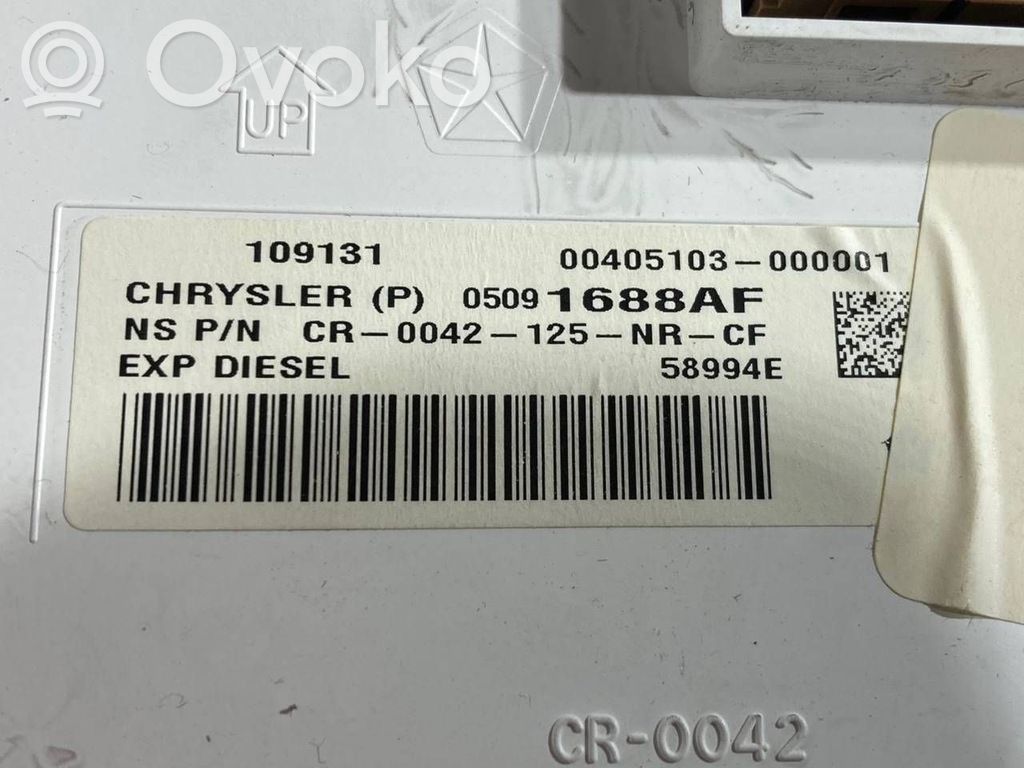 Ovoko
UP
109131 00405103-000001
CHRYSLER (P) 05091688AF
NS P/N CR-0042-125-NR-CF
EXP DIESEL 58994E
CR-0042